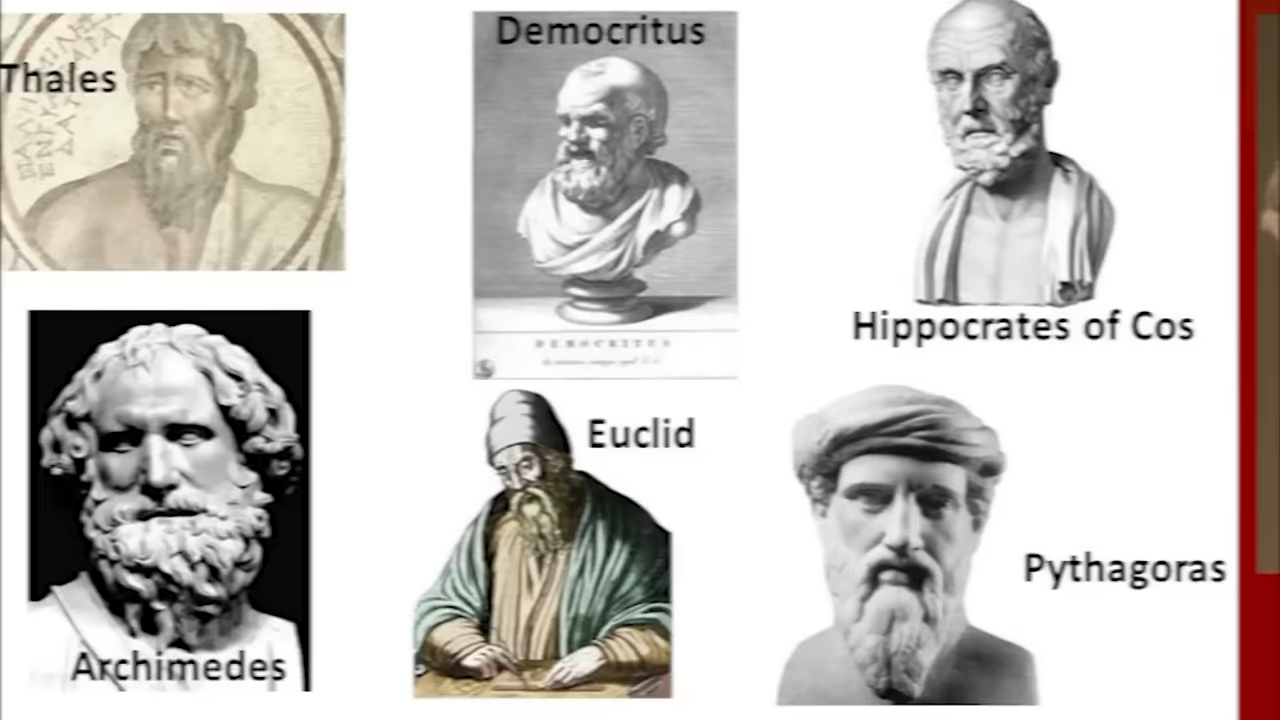 Thales
Democritus
DEMOCRITUS
Hippocrates of Cos
Euclid
Pythagoras
Archimedes